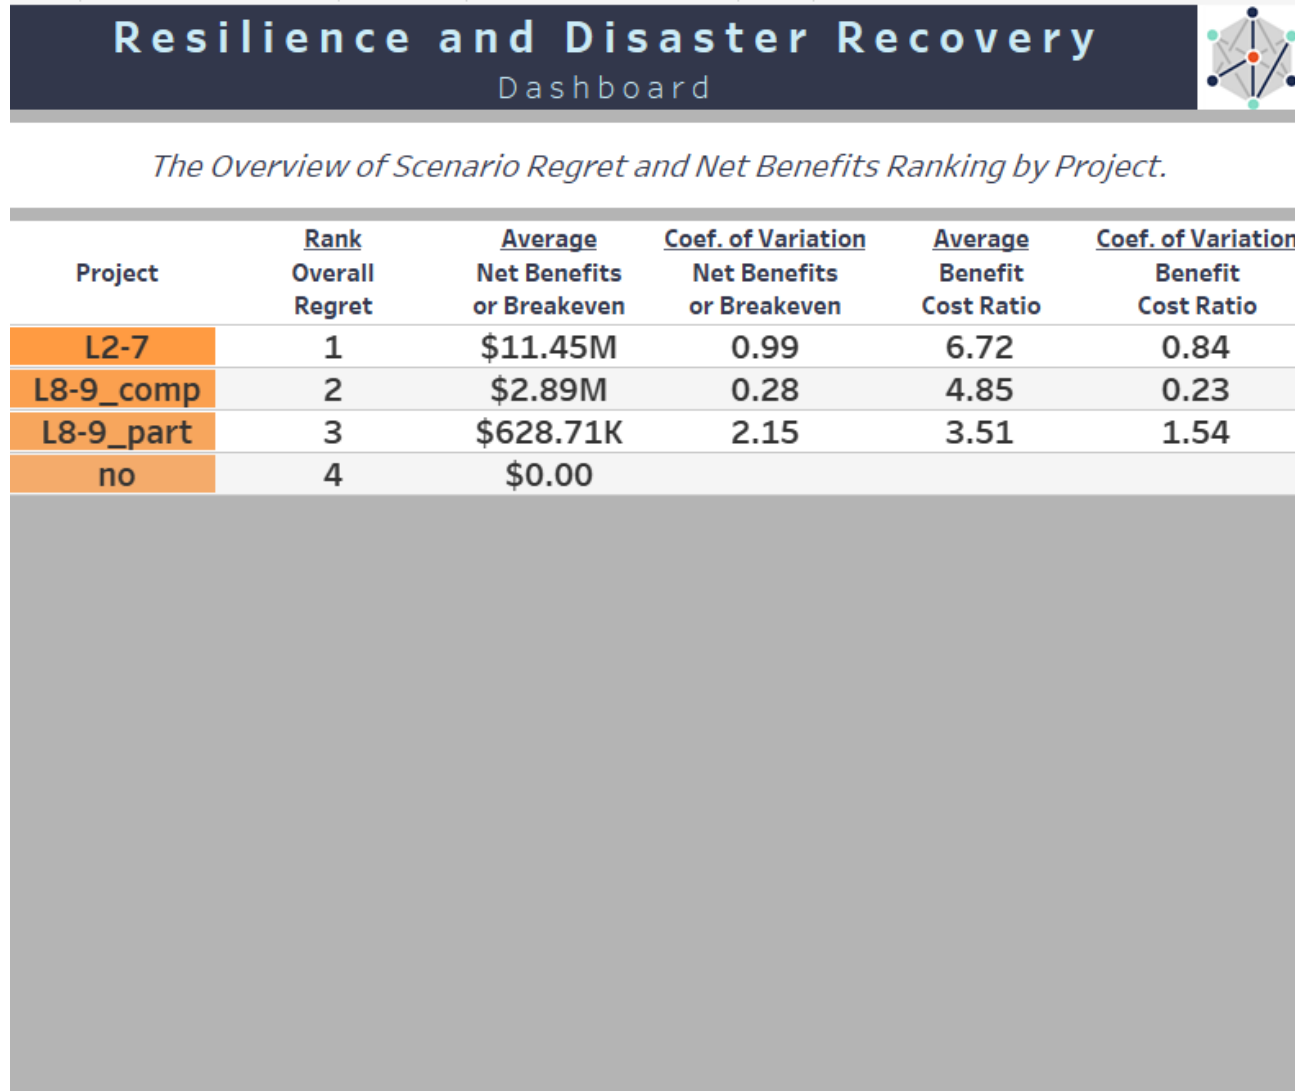 Resilience and Disaster Recovery
Dashboard
The Overview of Scenario Regret and Net Benefits Ranking by Project.
Project Rank Overall Regret Average Net Benefits or Breakeven Coef. of Variation Net Benefits or Breakeven Average Benefit Cost Ratio Coef. of Variation Benefit Cost Ratio
L2-7 1 $11.45M 0.99 6.72 0.84
L8-9_comp 2 $2.89M 0.28 4.85 0.23
L8-9_part 3 $628.71K 2.15 3.51 1.54
no 4 $0.00